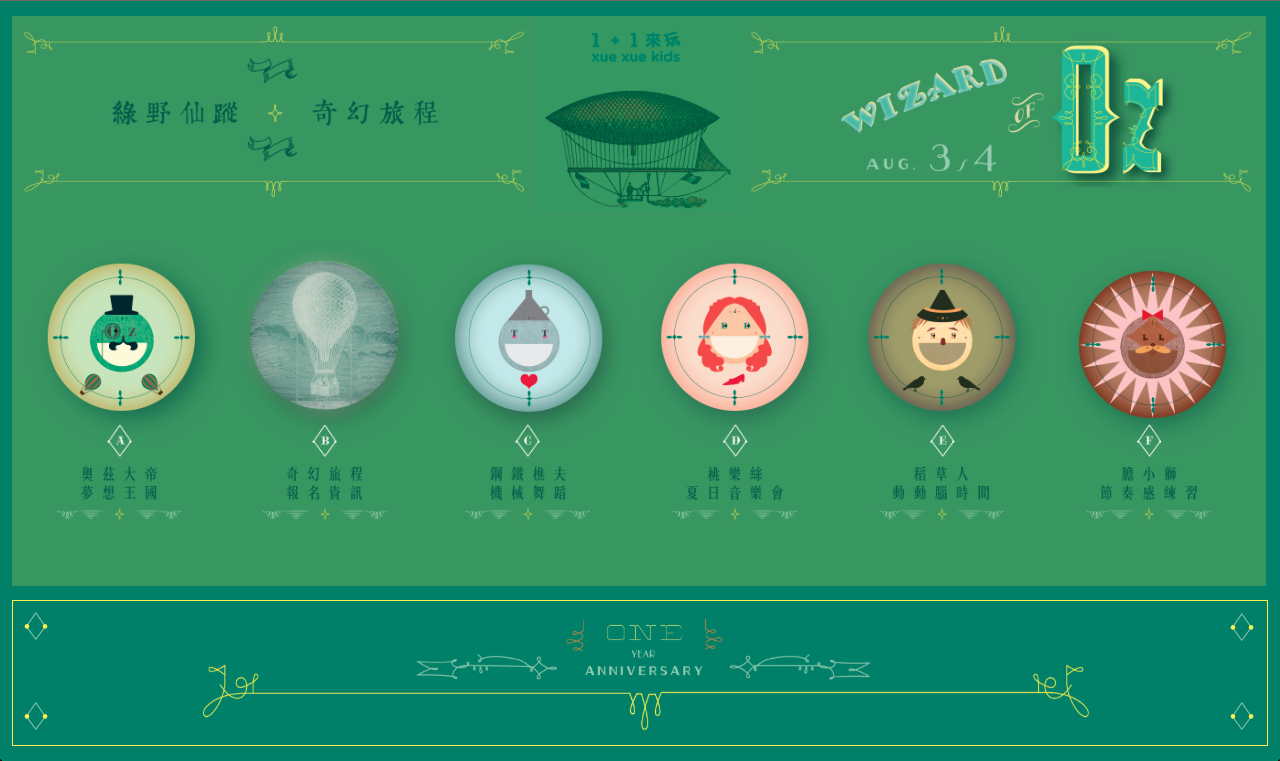 1 + 1 來玩
xue xue kids
綠野仙蹤 奇幻旅程
WIZARD
OF
Oz
AUG. 3/4
O Z
T T
D D
L L
A
奧茲大帝
夢想王國
B
奇幻旅程
報名資訊
C
鋼鐵樵夫
機械舞蹈
D
桃樂絲
夏日音樂會
E
稻草人
動動腦時間
F
膽小獅
節奏感練習
ONE
YEAR
ANNIVERSARY